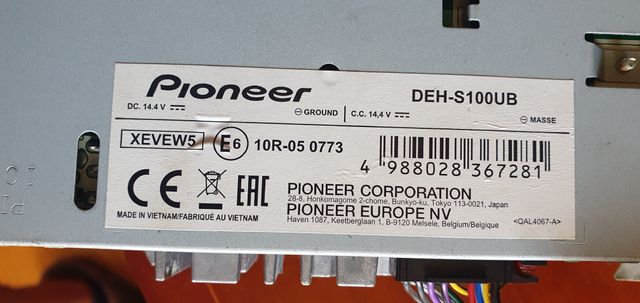 Pioneer DEH-S100UB
DC. 14.4 V ⊖ GROUND C.C. 14,4 V ⊖ MASSE
XEVEW5 E6 10R-05 0773
4 988028 367281
CE EAC
PIONEER CORPORATION
28-8, Honkomagome 2-chome, Bunkyo-ku, Tokyo 113-0021, Japan
PIONEER EUROPE NV
Haven 1087, Keetberglaan 1, B-9120 Melsele, Belgium/Belgique
MADE IN VIETNAM/FABRIQUÉ AU VIETNAM
<QAL4067-A>